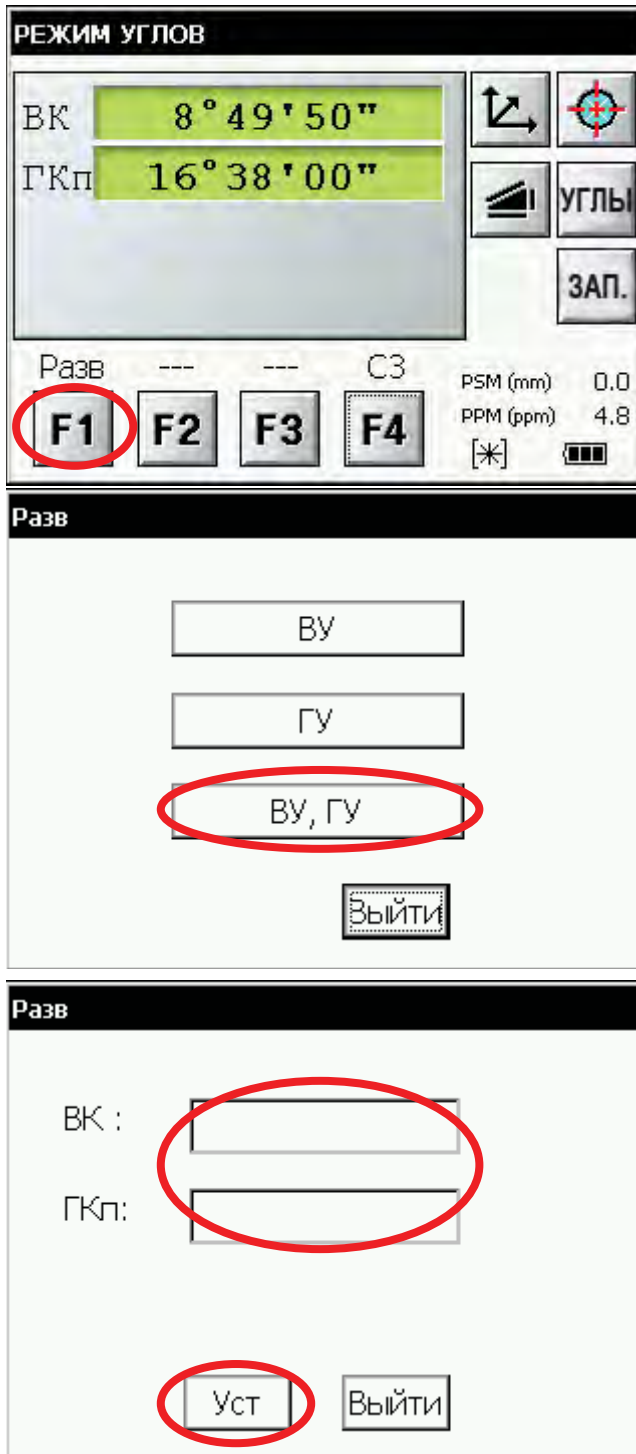 РЕЖИМ УГЛОВ
ВК 8°49'50"
ГКп 16°38'00"
УГЛЫ
ЗАП.
Разв --- --- СЗ
F1 F2 F3 F4
PSM (mm) 0.0
PPM (ppm) 4.8
[*]
Разв
ВУ
ГУ
ВУ, ГУ
Выйти
Разв
ВК :
ГКп:
Уст Выйти